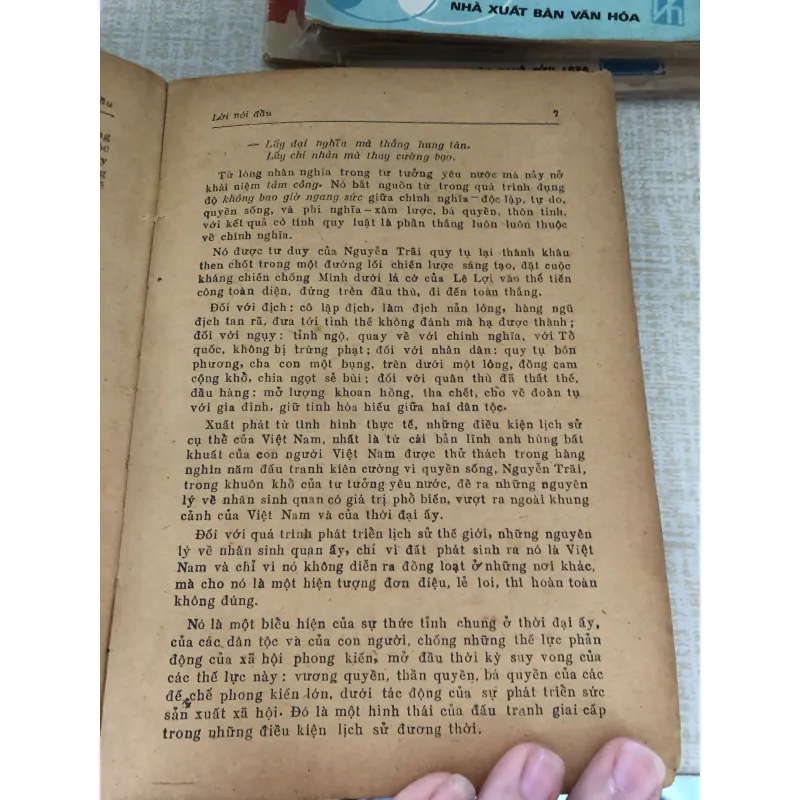 NHÀ XUẤT BẢN VĂN HÓA
Lời nói đầu 7
— Lấy đại nghĩa mà thắng hung tàn.
Lấy chí nhân mà thay cường bạo.
Từ lòng nhân nghĩa trong tư tưởng yêu nước mà nảy nở
khái niệm tâm công. Nó bắt nguồn từ trong quá trình đụng
độ không bao giờ ngang sức giữa chính nghĩa – độc lập, tự do,
quyền sống, và phi nghĩa – xâm lược, bá quyền, thôn tính,
với kết quả có tính quy luật là phần thắng luôn luôn thuộc
về chính nghĩa.
Nó được tư duy của Nguyễn Trãi quy tụ lại thành khâu
then chốt trong một đường lối chiến lược sáng tạo, đặt cuộc
kháng chiến chống Minh dưới lá cờ của Lê Lợi vào thế tiến
công toàn diện, đứng trên đầu thù, đi đến toàn thắng.
Đối với địch : cô lập địch, làm địch nản lòng, hàng ngũ
địch tan rã, đưa tới tình thế không đánh mà hạ được thành ;
đối với ngụy : tỉnh ngộ, quay về với chính nghĩa, với Tổ
quốc, không bị trừng phạt ; đối với nhân dân : quy tụ bốn
phương, cha con một bụng, trên dưới một lòng, đồng cam
cộng khổ, chia ngọt sẻ bùi ; đối với quân thù đã thất thế,
đầu hàng : mở lượng khoan hồng, tha chết, cho về đoàn tụ
với gia đình, giữ tình hòa hiếu giữa hai dân tộc.
Xuất phát từ tình hình thực tế, những điều kiện lịch sử
cụ thể của Việt Nam, nhất là từ cái bản lĩnh anh hùng bất
khuất của con người Việt Nam được thử thách trong hàng
nghìn năm đấu tranh kiên cường vì quyền sống, Nguyễn Trãi,
trong khuôn khổ của tư tưởng yêu nước, đề ra những nguyên
lý về nhân sinh quan có giá trị phổ biến, vượt ra ngoài khung
cảnh của Việt Nam và của thời đại ấy.
Đối với quá trình phát triển lịch sử thế giới, những nguyên
lý về nhân sinh quan ấy, chỉ vì đất phát sinh ra nó là Việt
Nam và chỉ vì nó không diễn ra đồng loạt ở những nơi khác,
mà cho nó là một hiện tượng đơn điệu, lẻ loi, thì hoàn toàn
không đúng.
Nó là một biểu hiện của sự thức tỉnh chung ở thời đại ấy,
của các dân tộc và của con người, chống những thế lực phản
động của xã hội phong kiến, mở đầu thời kỳ suy vong của
các thế lực này : vương quyền, thần quyền, bá quyền của các
đế chế phong kiến lớn, dưới tác động của sự phát triển sức
sản xuất xã hội. Đó là một hình thái của đấu tranh giai cấp
trong những điều kiện lịch sử đương thời.